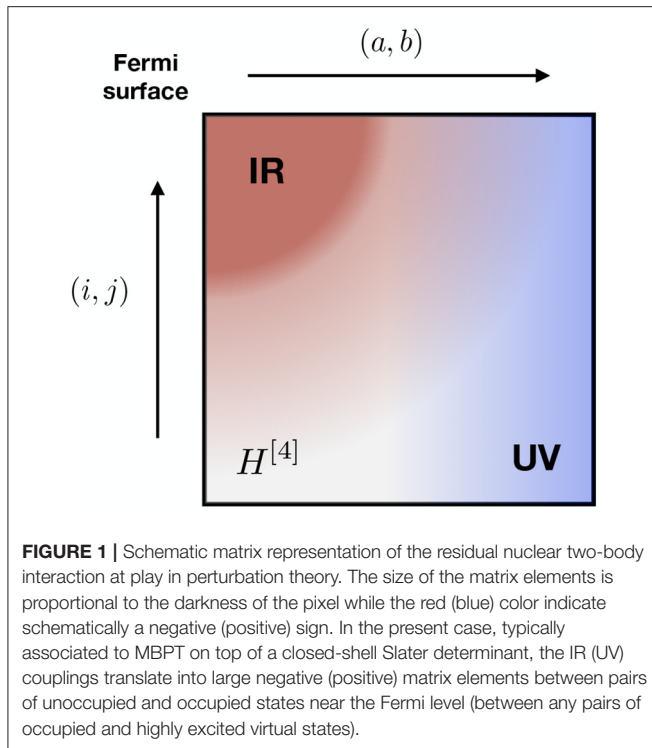 (a, b)
Fermi
surface
IR
(i, j)
H^{[4]}
UV
FIGURE 1 | Schematic matrix representation of the residual nuclear two-body
interaction at play in perturbation theory. The size of the matrix elements is
proportional to the darkness of the pixel while the red (blue) color indicate
schematically a negative (positive) sign. In the present case, typically
associated to MBPT on top of a closed-shell Slater determinant, the IR (UV)
couplings translate into large negative (positive) matrix elements between pairs
of unoccupied and occupied states near the Fermi level (between any pairs of
occupied and highly excited virtual states).